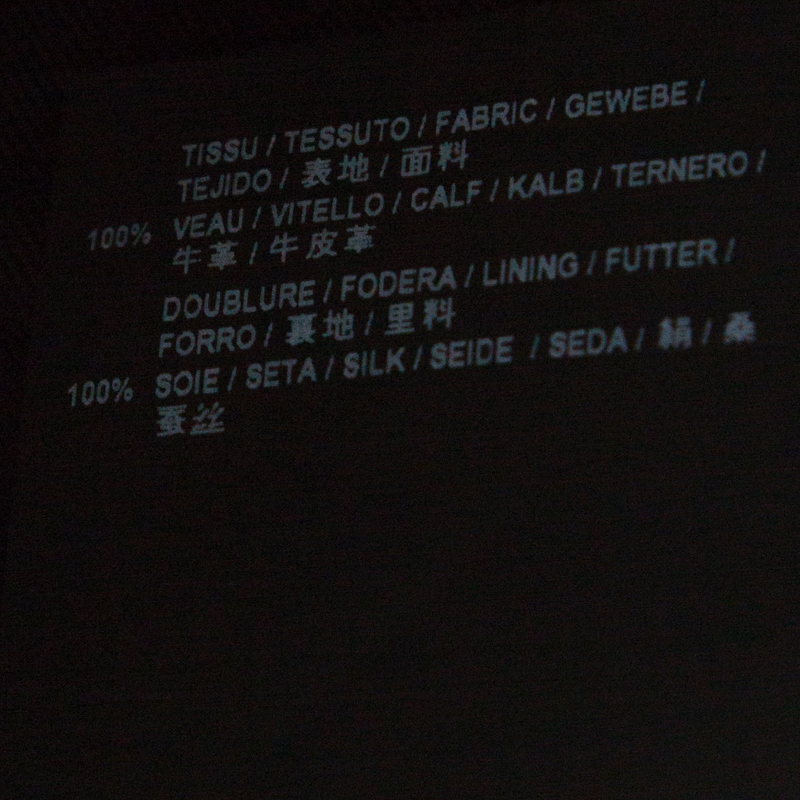 TISSU / TESSUTO / FABRIC / GEWEBE /
TEJIDO / 表地 / 面料
100% VEAU / VITELLO / CALF / KALB / TERNERO /
牛革 / 牛皮革
DOUBLURE / FODERA / LINING / FUTTER /
FORRO / 裏地 / 里料
100% SOIE / SETA / SILK / SEIDE / SEDA / 絹 / 桑
蚕丝